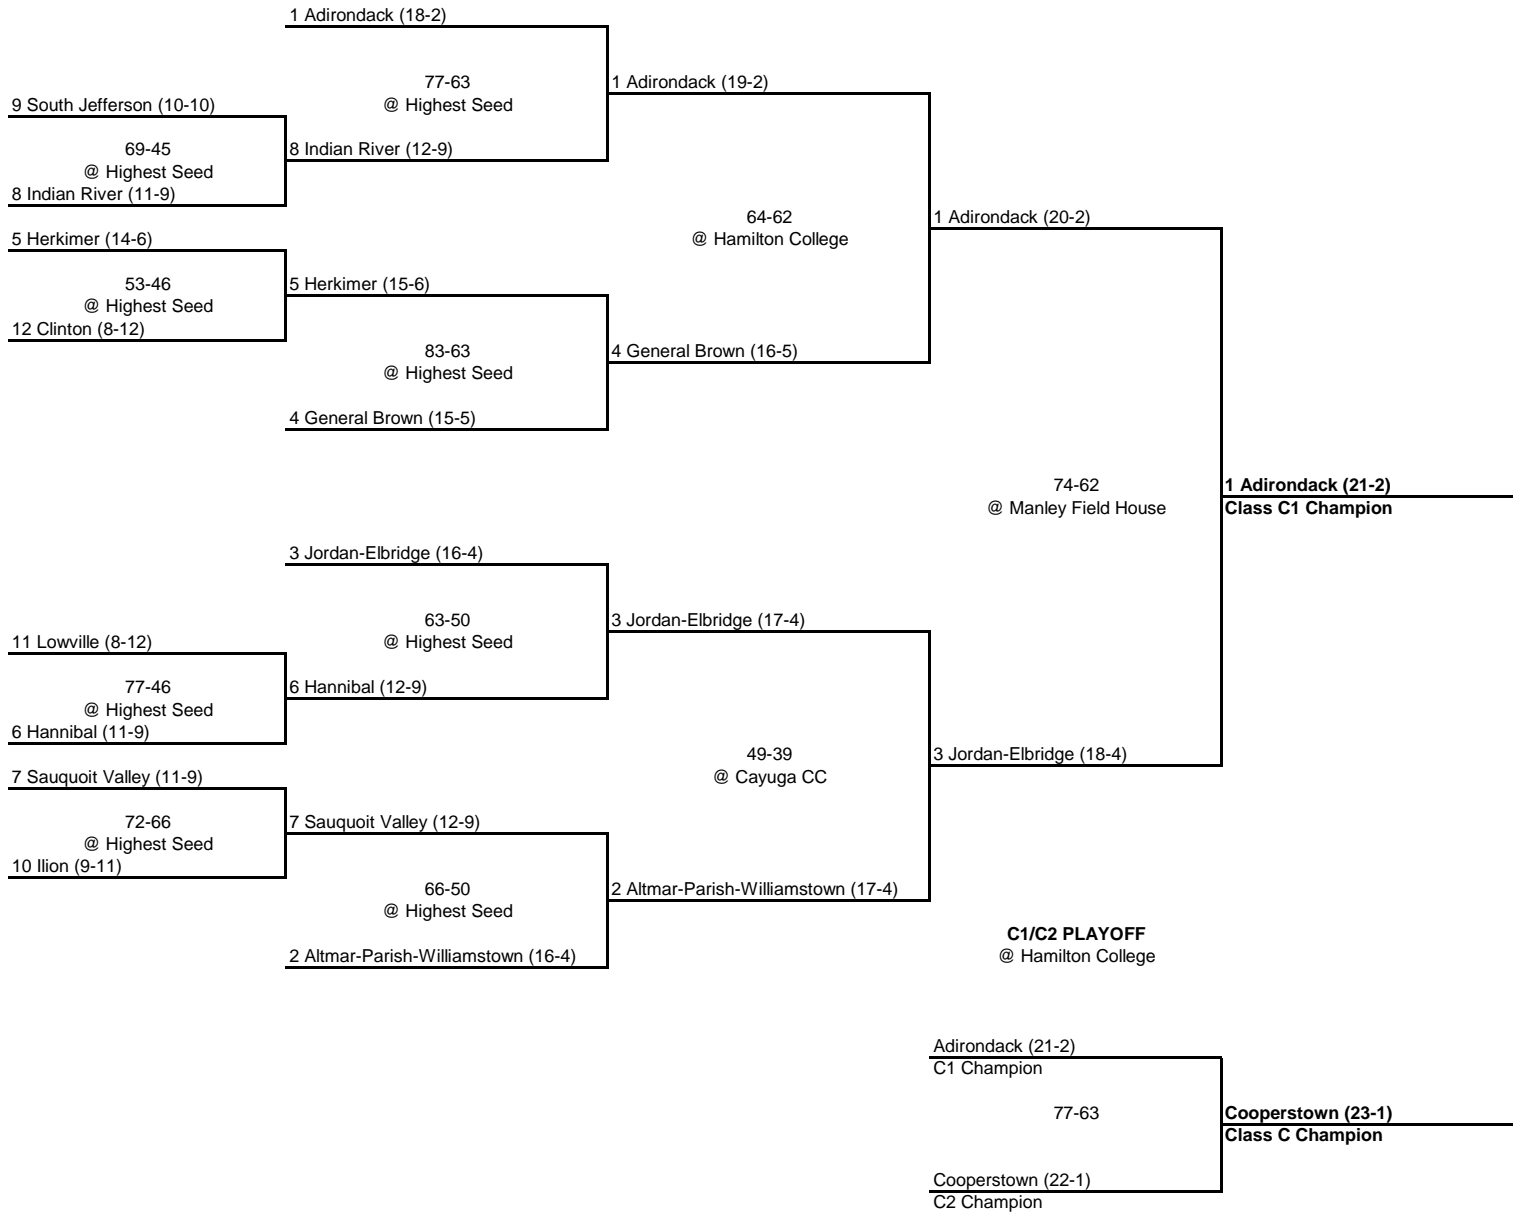 1 Adirondack (18-2)
77-63
@ Highest Seed
1 Adirondack (19-2)
9 South Jefferson (10-10)
69-45
@ Highest Seed
8 Indian River (12-9)
8 Indian River (11-9)
64-62
@ Hamilton College
1 Adirondack (20-2)
5 Herkimer (14-6)
53-46
@ Highest Seed
5 Herkimer (15-6)
12 Clinton (8-12)
83-63
@ Highest Seed
4 General Brown (16-5)
4 General Brown (15-5)
74-62
@ Manley Field House
1 Adirondack (21-2)
Class C1 Champion
3 Jordan-Elbridge (16-4)
63-50
@ Highest Seed
3 Jordan-Elbridge (17-4)
11 Lowville (8-12)
77-46
@ Highest Seed
6 Hannibal (12-9)
6 Hannibal (11-9)
49-39
@ Cayuga CC
3 Jordan-Elbridge (18-4)
7 Sauquoit Valley (11-9)
72-66
@ Highest Seed
7 Sauquoit Valley (12-9)
10 Ilion (9-11)
66-50
@ Highest Seed
2 Altmar-Parish-Williamstown (17-4)
2 Altmar-Parish-Williamstown (16-4)
C1/C2 PLAYOFF
@ Hamilton College
Adirondack (21-2)
C1 Champion
77-63
Cooperstown (23-1)
Class C Champion
Cooperstown (22-1)
C2 Champion